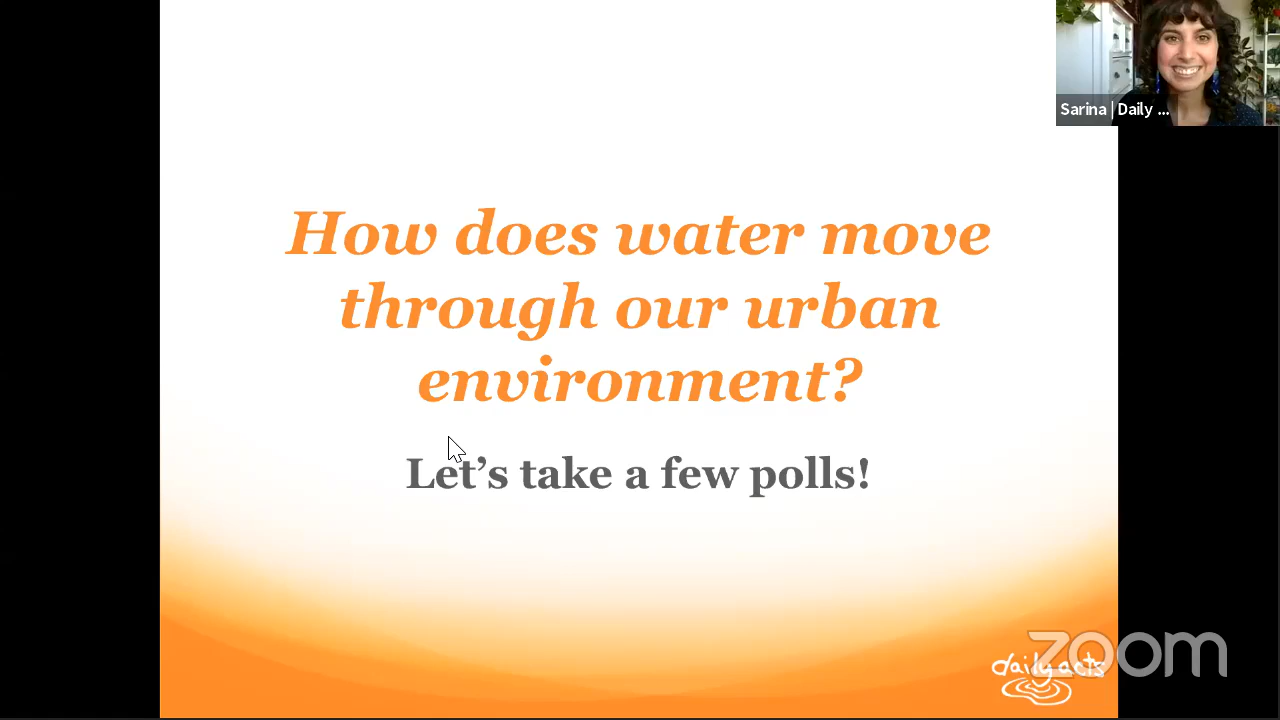 Sarina | Daily ...
How does water move
through our urban
environment?
Let’s take a few polls!
daily acts
zoom